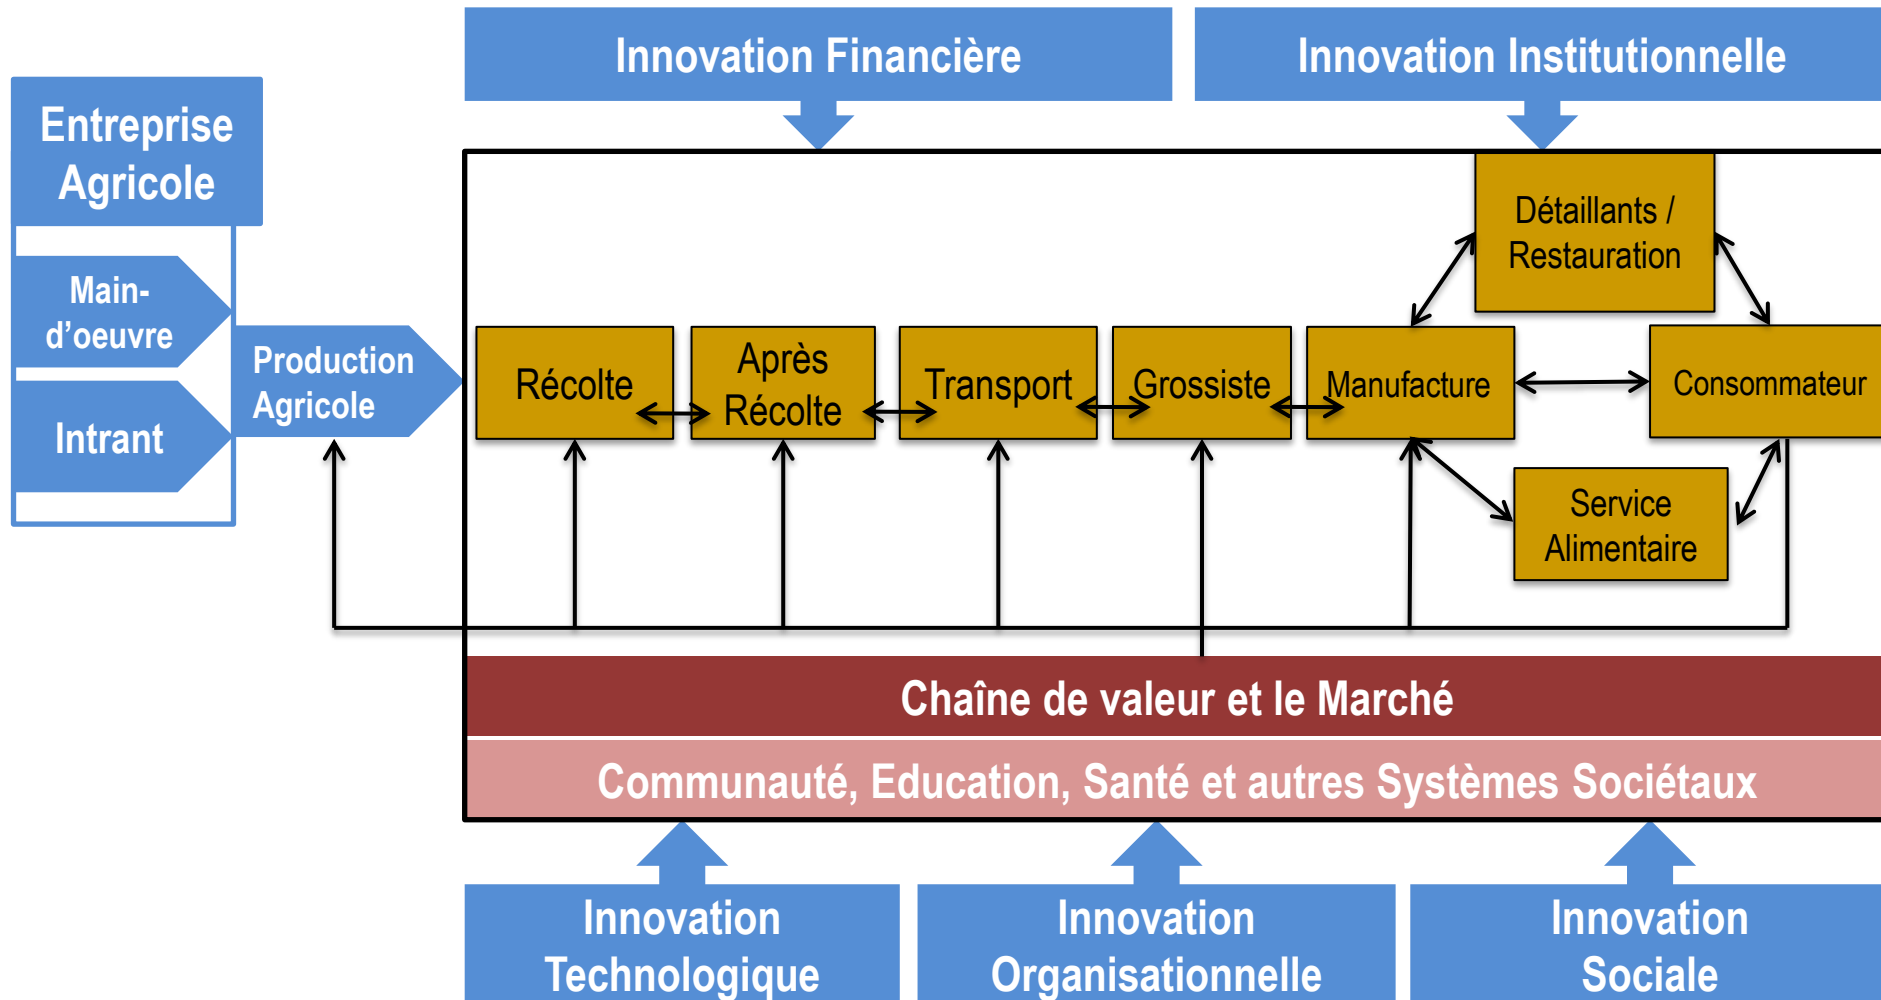 Innovation Financière
Innovation Institutionnelle
Entreprise
Agricole
Détaillants /
Restauration
Main-
d'oeuvre
Production
Agricole
Intrant
Récolte
Après
Récolte
Transport
Grossiste
Manufacture
Consommateur
Service
Alimentaire
Chaîne de valeur et le Marché
Communauté, Education, Santé et autres Systèmes Sociétaux
Innovation
Technologique
Innovation
Organisationnelle
Innovation
Sociale